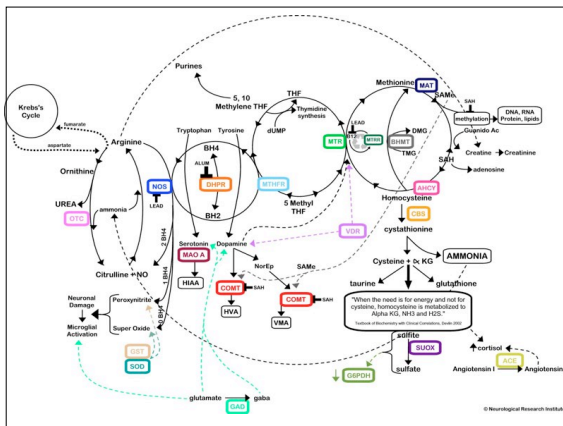 Krebs's
Cycle
fumarate
aspartate
Purines
5, 10
Methylene THF
THF
Thymidine
synthesis
dUMP
Methionine
MAT
SAMe
SAH
methylation
DNA, RNA
Protein, lipids
Creatine
Creatinine
adenosine
SAH
LEAD
B12
MTR
MTRR
BHMT
DMG
TMG
AHCY
Homocysteine
Arginine
Tryptophan
Tyrosine
BH4
ALUM
DHPR
BH2
MTHFR
5 Methyl
THF
Ornithine
NOS
LEAD
UREA
OTC
ammonia
Citrulline + NO
2 BH4
1 BH4
0 BH4
VDR
CBS
cystathionine
AMMONIA
Serotonin
Dopamine
MAO A
HIAA
NorEp
SAMe
COMT
SAH
HVA
COMT
SAH
VMA
Cysteine
KG
taurine
glutathione
"When the need is for energy and not for
cysteine, homocysteine is metabolized to
Alpha KG, NH3 and H2S."
Textbook of Biochemistry with Clinical Correlations, Devlin 2002
Neuronal
Damage
Peroxynitrite
Microglial
Activation
Super Oxide
GST
SOD
sulfite
SUOX
sulfate
G6PDH
cortisol
ACE
Angiotensin I
Angiotensin
glutamate
gaba
GAD
© Neurological Research Institute